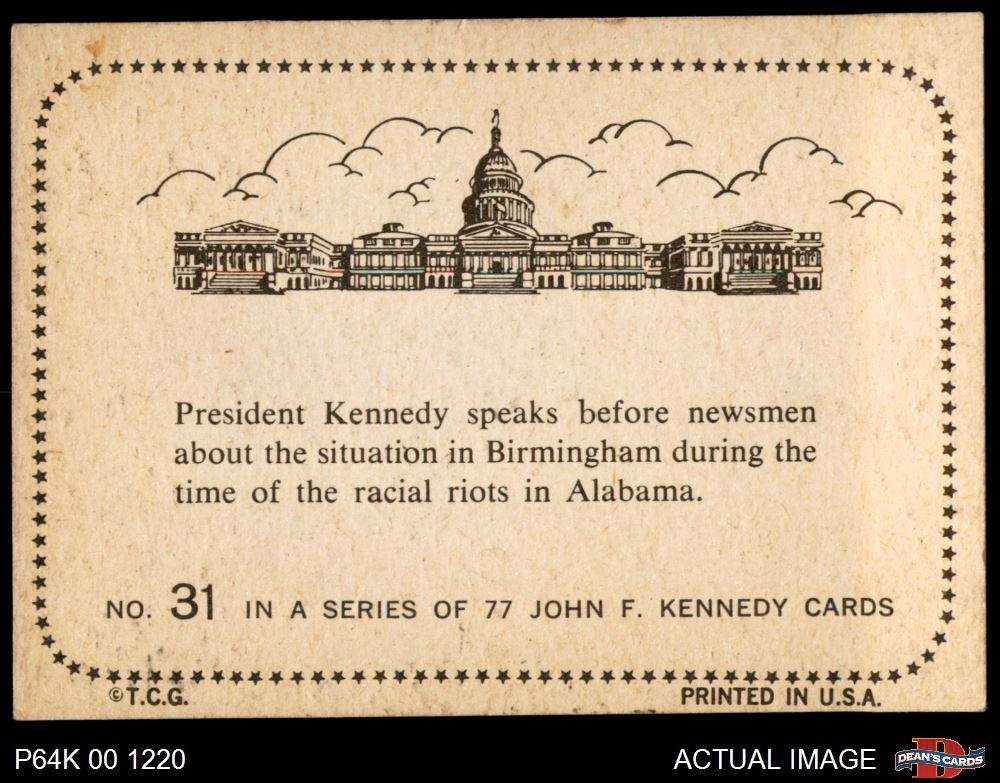 President Kennedy speaks before newsmen
about the situation in Birmingham during the
time of the racial riots in Alabama.
NO. 31 IN A SERIES OF 77 JOHN F. KENNEDY CARDS
©T.C.G. PRINTED IN U.S.A.
P64K 00 1220 ACTUAL IMAGE DEAN'S CARDS